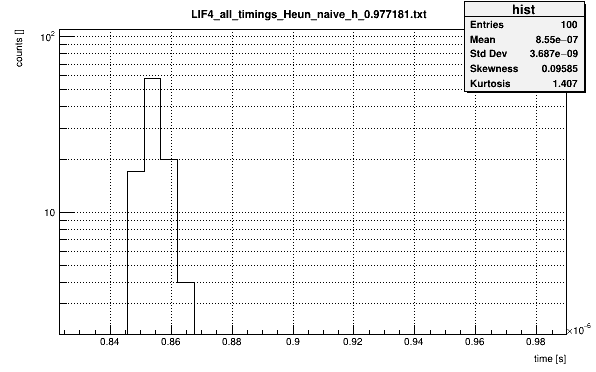 LIF4_all_timings_Heun_naive_h_0.977181.txt
hist
Entries 100
Mean 8.55e−07
Std Dev 3.687e−09
Skewness 0.09585
Kurtosis 1.407
counts []
10²
10
0.84 0.86 0.88 0.9 0.92 0.94 0.96 0.98
×10⁻⁶
time [s]